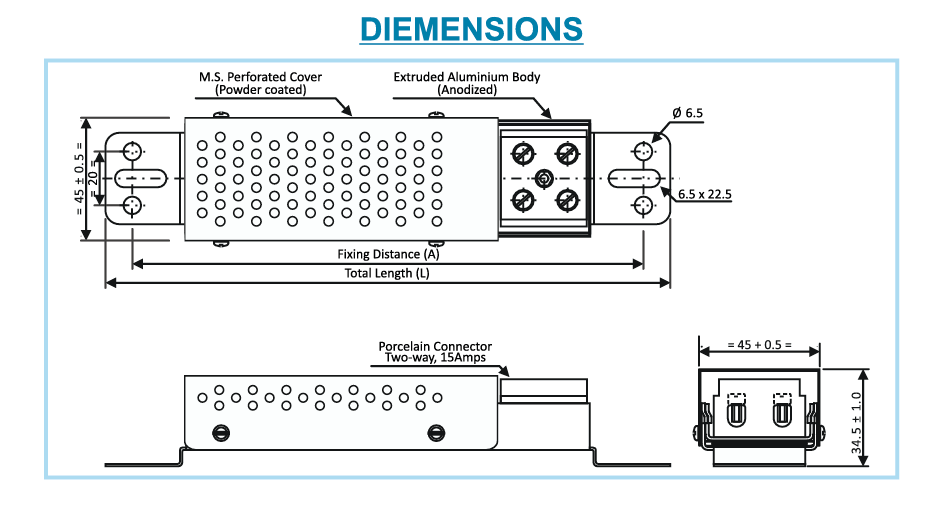 DIEMENSIONS
M.S. Perforated Cover
(Powder coated)
Extruded Aluminium Body
(Anodized)
Ø 6.5
= 45 ± 0.5 =
= 20 =
6.5 x 22.5
Fixing Distance (A)
Total Length (L)
Porcelain Connector
Two-way, 15Amps
= 45 + 0.5 =
34.5 ± 1.0